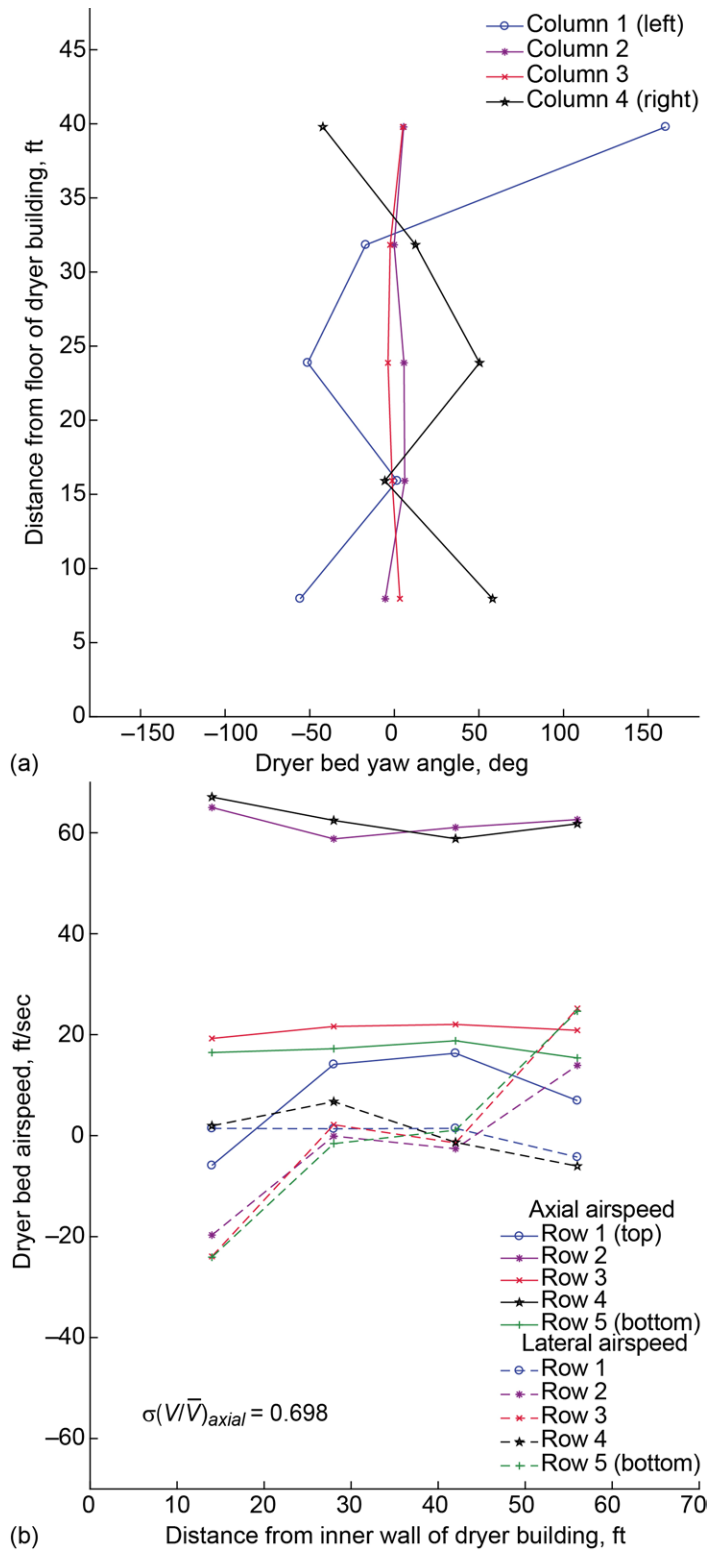 Column 1 (left)
Column 2
Column 3
Column 4 (right)
45
40
35
30
25
20
15
10
5
0
Distance from floor of dryer building, ft
–150
–100
–50
0
50
100
150
(a)
Dryer bed yaw angle, deg
60
40
20
0
–20
–40
–60
Dryer bed airspeed, ft/sec
Axial airspeed
Row 1 (top)
Row 2
Row 3
Row 4
Row 5 (bottom)
Lateral airspeed
Row 1
Row 2
Row 3
Row 4
Row 5 (bottom)
σ(V/V̅)axial = 0.698
0
10
20
30
40
50
60
70
(b)
Distance from inner wall of dryer building, ft